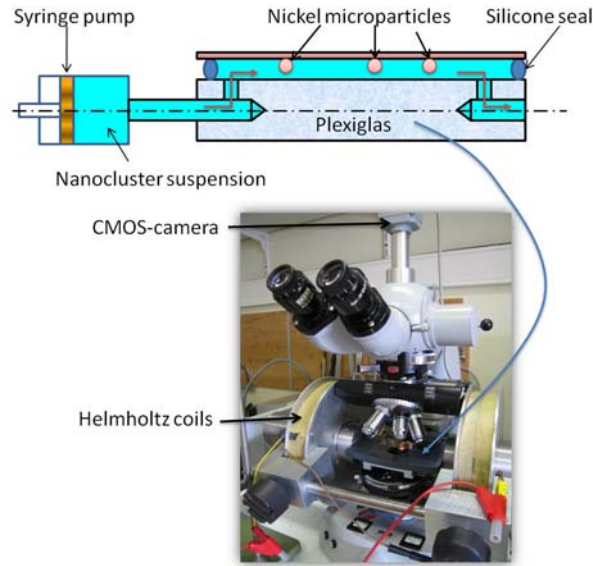 Syringe pump
Nickel microparticles
Silicone seal
Plexiglas
Nanocluster suspension
CMOS-camera
Helmholtz coils